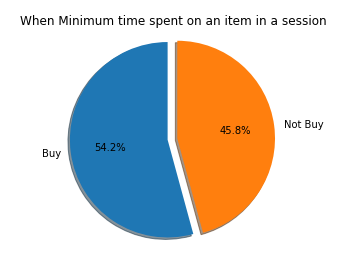 When Minimum time spent on an item in a session
45.8%
Not Buy
54.2%
Buy